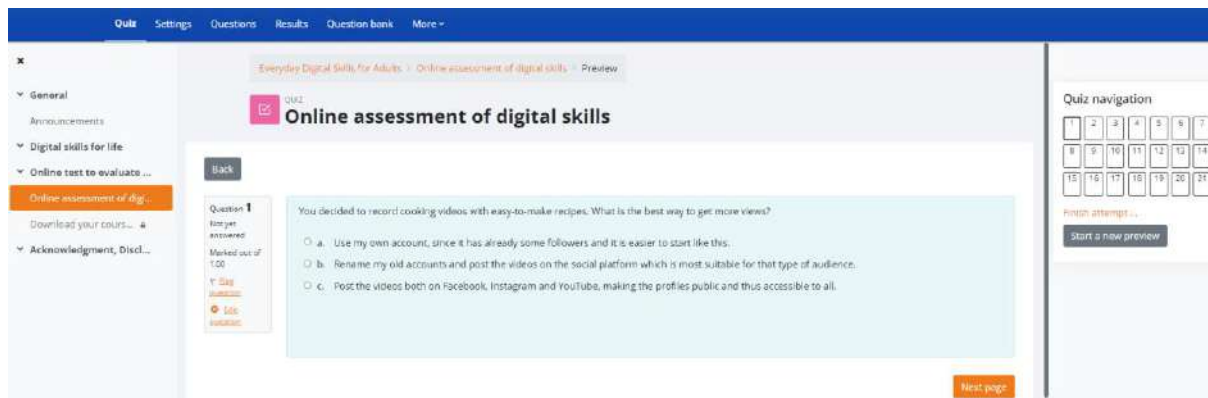 Quiz Settings Questions Results Question bank More
General
Announcements
Digital skills for life
Online test to evaluate ...
Online assessment of digi...
Download your cours...
Acknowledgment, Discl...
Everyday Digital Skills for Adults Online assessment of digital skills Preview
QUIZ
Online assessment of digital skills
Back
Question 1
Not yet
answered
Marked out of
1.00
Flag
question
Edit
question
You decided to record cooking videos with easy-to-make recipes. What is the best way to get more views?
a. Use my own account, since it has already some followers and it is easier to start like this.
b. Rename my old accounts and post the videos on the social platform which is most suitable for that type of audience.
c. Post the videos both on Facebook, Instagram and YouTube, making the profiles public and thus accessible to all.
Next page
Quiz navigation
1 2 3 4 5 6 7
8 9 10 11 12 13 14
15 16 17 18 19 20 21
Finish attempt ...
Start a new preview